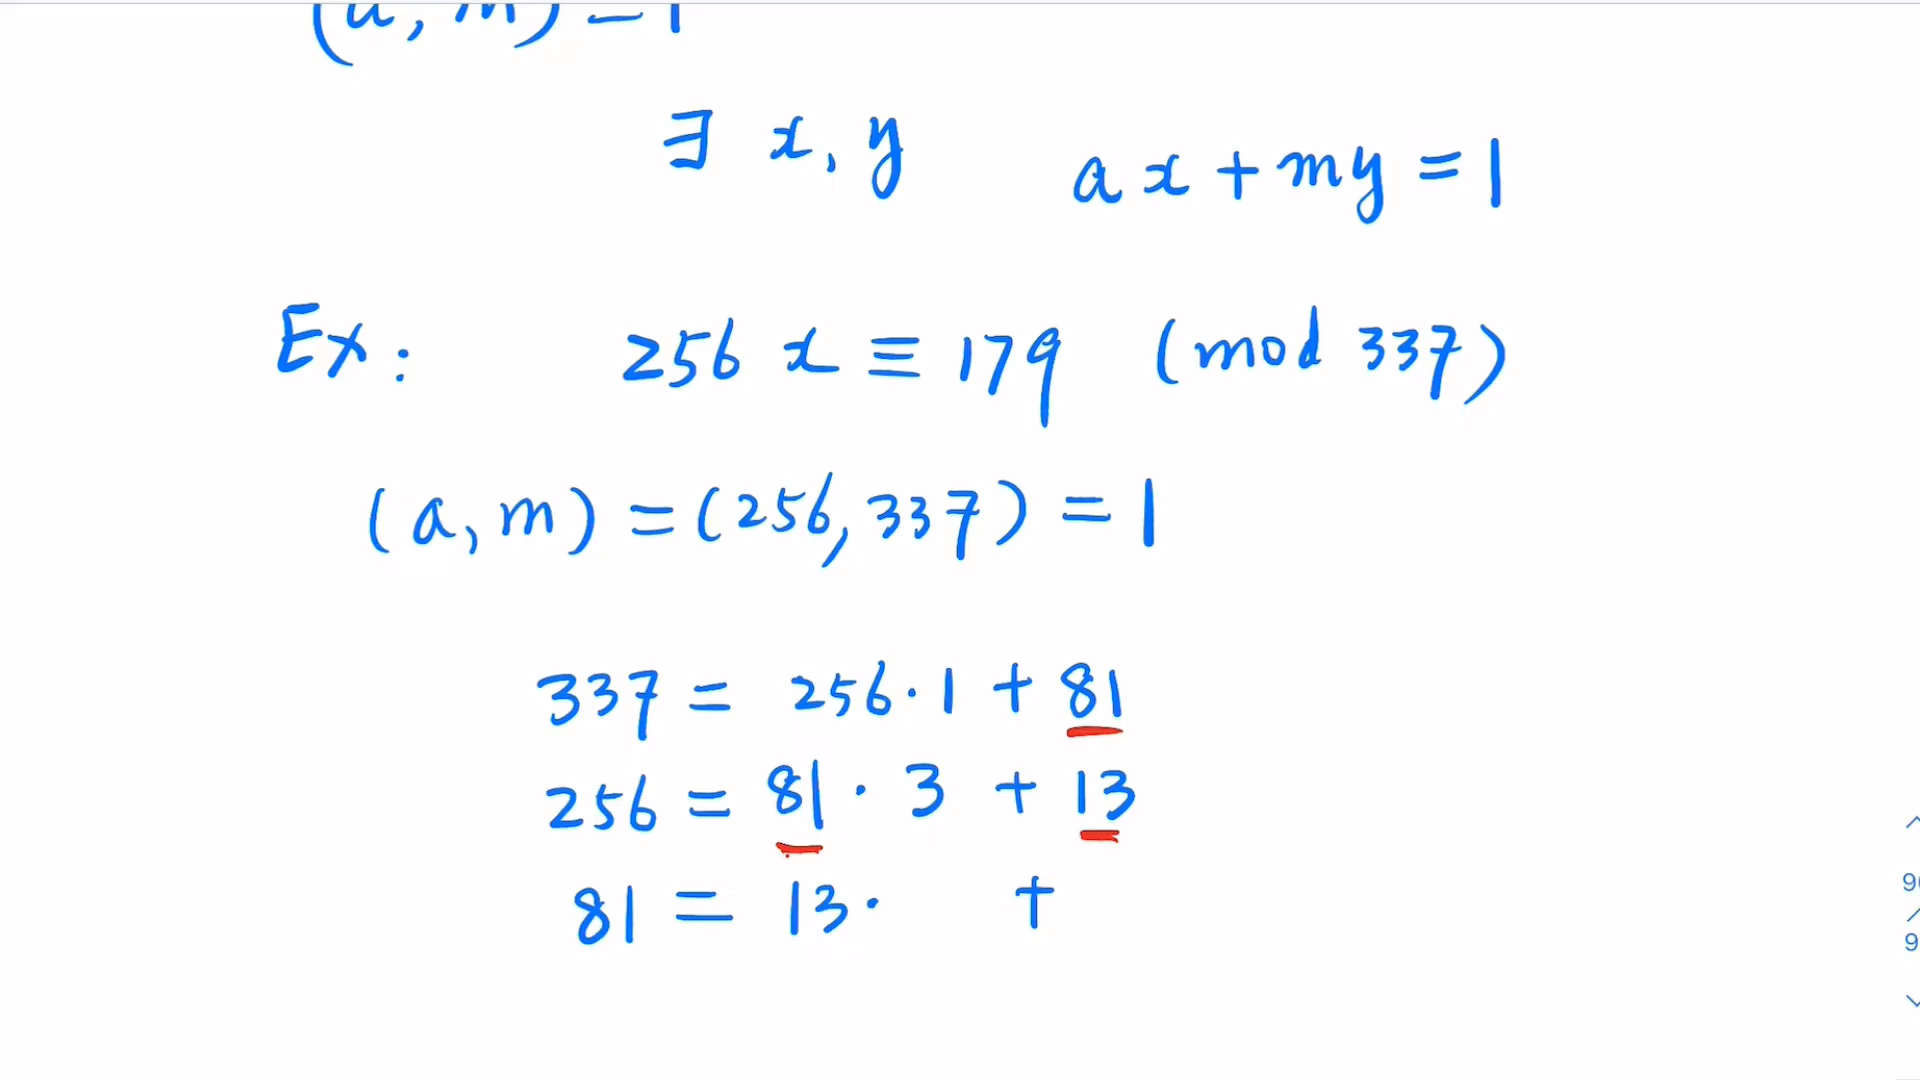 (a, m) = 1
∃ x, y ax + my = 1
Ex: 256 x ≡ 179 (mod 337)
(a, m) = (256, 337) = 1
337 = 256 · 1 + 81
256 = 81 · 3 + 13
81 = 13 · +